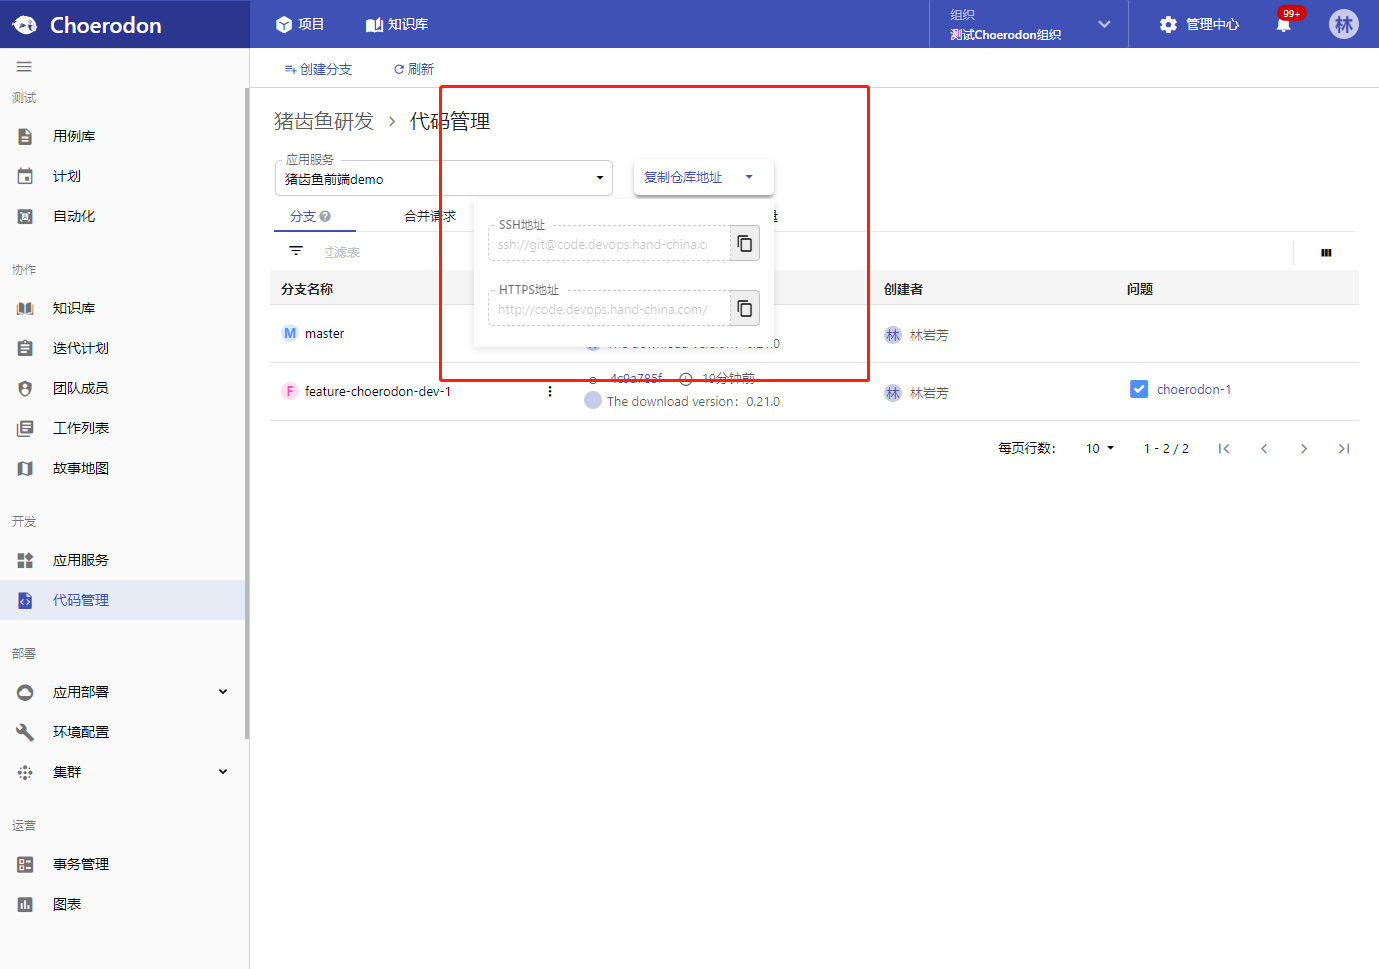 Choerodon
项目
知识库
组织
测试Choerodon组织
管理中心
99+
林
测试
用例库
计划
自动化
协作
知识库
迭代计划
团队成员
工作列表
故事地图
开发
应用服务
代码管理
部署
应用部署
环境配置
集群
运营
事务管理
图表
创建分支
刷新
猪齿鱼研发 > 代码管理
应用服务
猪齿鱼前端demo
复制仓库地址
分支
合并请求
SSH地址
ssh://git@code.devops.hand-china.c
HTTPS地址
http://code.devops.hand-china.com/
过滤表
分支名称
创建者
问题
M master
The download version: 0.21.0
林 林岩芳
F feature-choerodon-dev-1
4c9a785f
10分钟前
The download version：0.21.0
林 林岩芳
choerodon-1
每页行数：
10
1 - 2 / 2